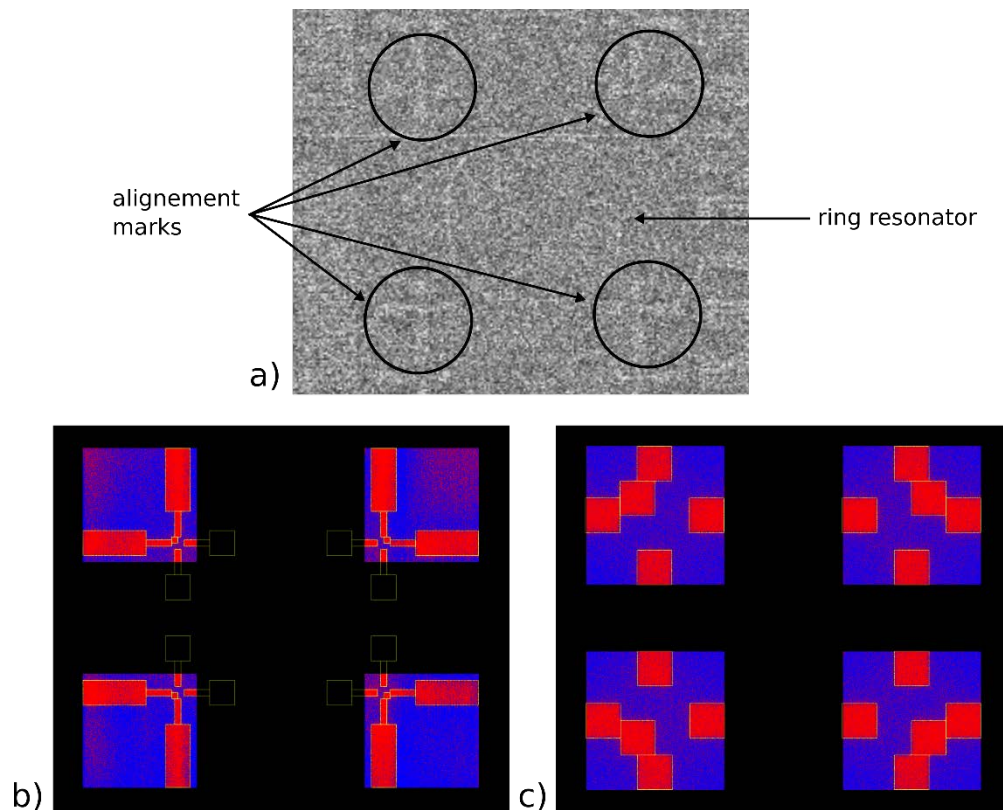 alignement
marks
ring resonator
a)
b)
c)